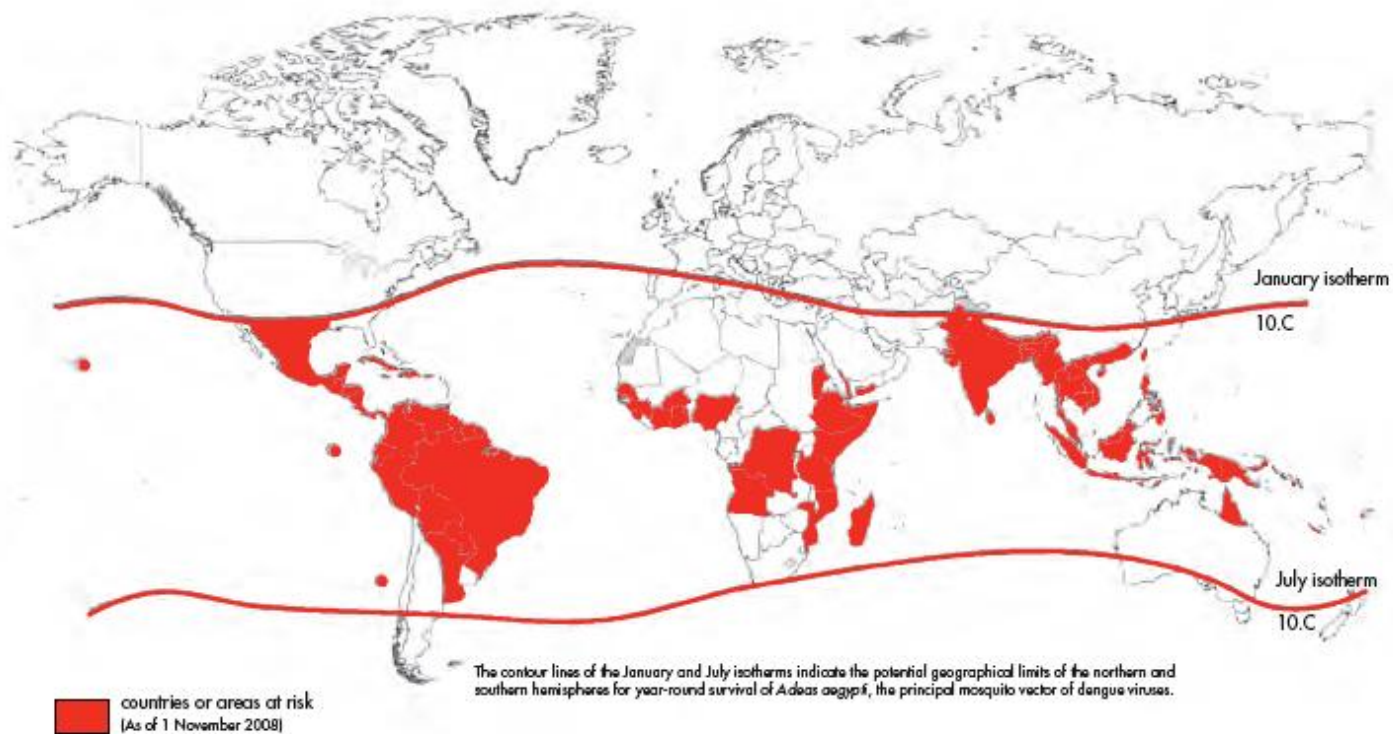 January isotherm
10.C
July isotherm
10.C
The contour lines of the January and July isotherms indicate the potential geographical limits of the northern and
southern hemispheres for year-round survival of Adeas aegypti, the principal mosquito vector of dengue viruses.
countries or areas at risk
(As of 1 November 2008)